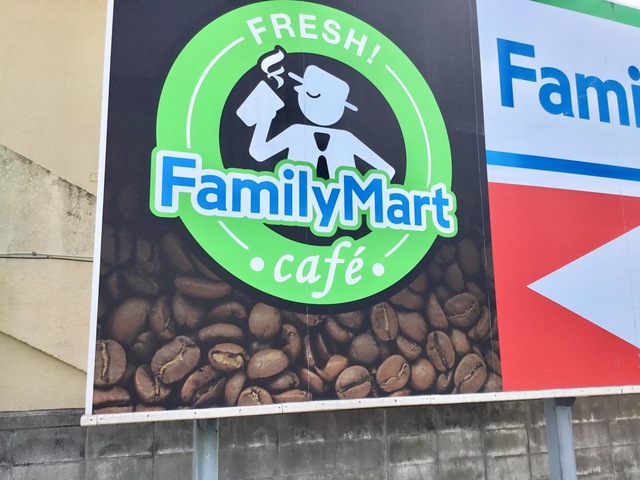 FRESH!
FamilyMart
• café •
Fami